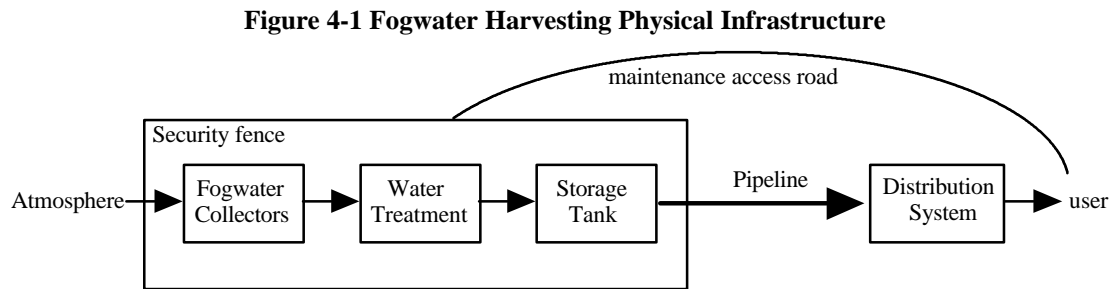 Figure 4-1 Fogwater Harvesting Physical Infrastructure
maintenance access road
Security fence
Atmosphere
Fogwater
Collectors
Water
Treatment
Storage
Tank
Pipeline
Distribution
System
user